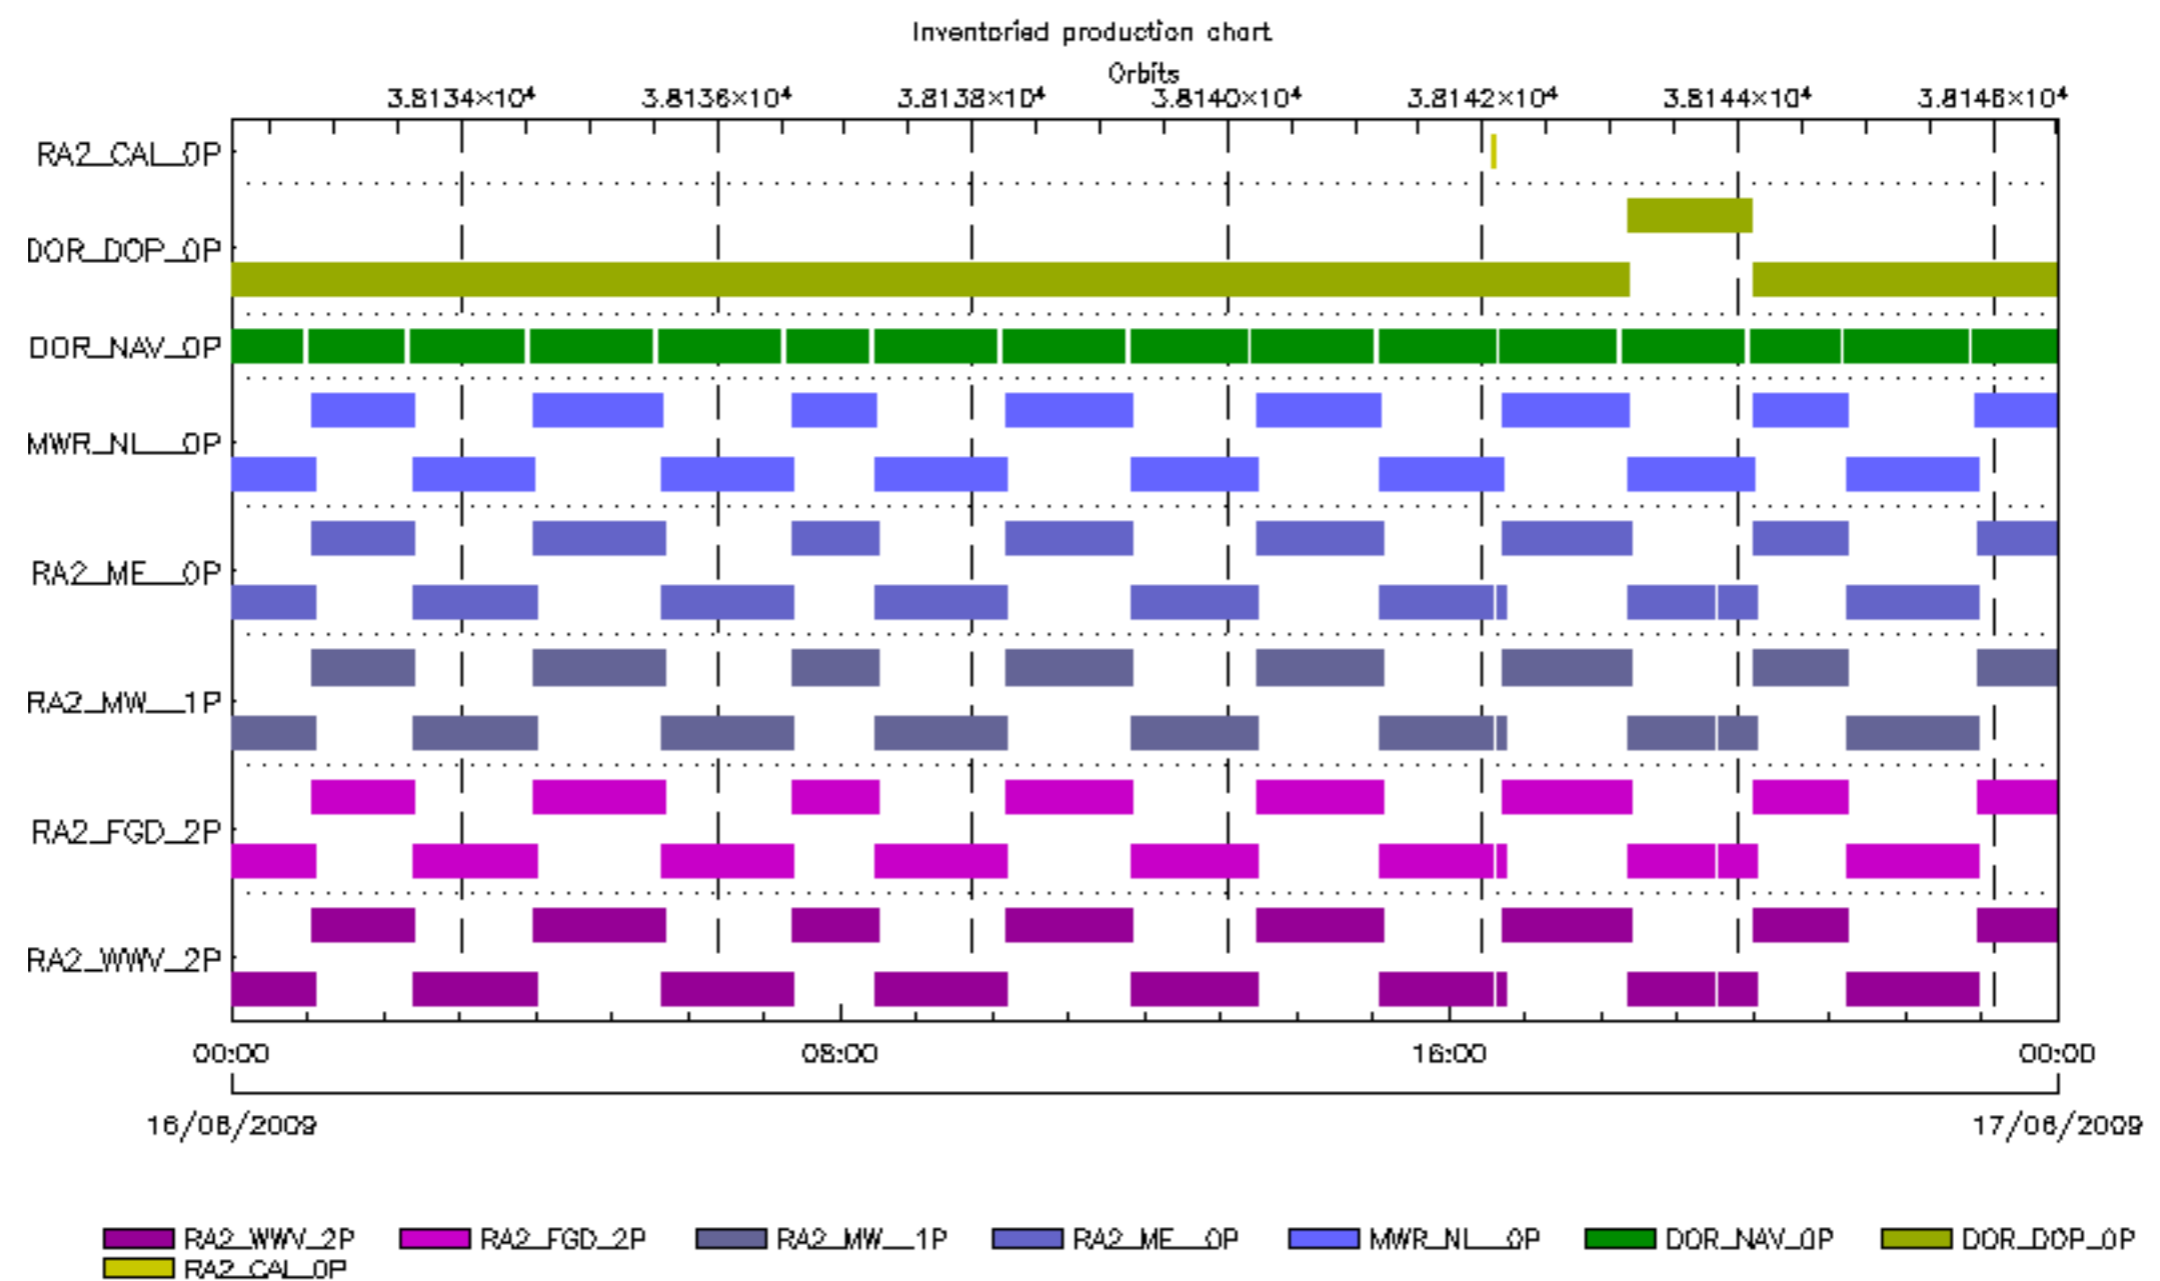 Inventoried production chart
Orbits
3.8134×10⁴ 3.8136×10⁴ 3.8138×10⁴ 3.8140×10⁴ 3.8142×10⁴ 3.8144×10⁴ 3.8146×10⁴
RA2_CAL_0P
DOR_DOP_0P
DOR_NAV_0P
MWR_NL__0P
RA2_ME__0P
RA2_MW__1P
RA2_FGD_2P
RA2_WWV_2P
00:00 08:00 16:00 00:00
16/06/2009 17/06/2009
RA2_WWV_2P RA2_FGD_2P RA2_MW__1P RA2_ME__0P MWR_NL__0P DOR_NAV_0P DOR_DOP_0P
RA2_CAL_0P